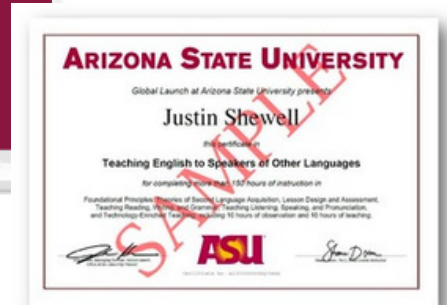 ARIZONA STATE UNIVERSITY
Global Launch at Arizona State University presents
Justin Shewell
this certificate in
Teaching English to Speakers of Other Languages
for completing more than 150 hours of instruction in
Foundational Principles, Theories of Second Language Acquisition, Lesson Design and Assessment,
Teaching Reading, Writing, and Grammar, Teaching Listening, Speaking, and Pronunciation,
and Technology-Enriched Teaching, including 10 hours of observation and 10 hours of teaching.
SAMPLE
ASU